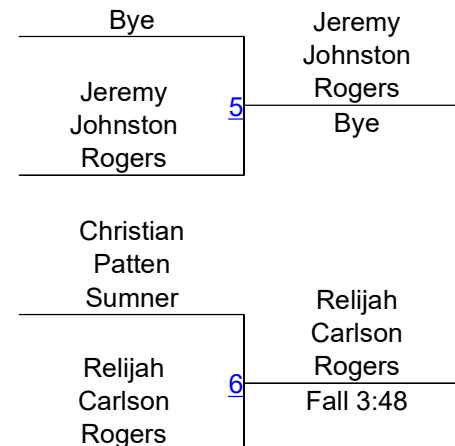 Bye
Jeremy
Johnston
Rogers
5
Jeremy
Johnston
Rogers
Bye
Christian
Patten
Sumner
Relijah
Carlson
Rogers
6
Relijah
Carlson
Rogers
Fall 3:48